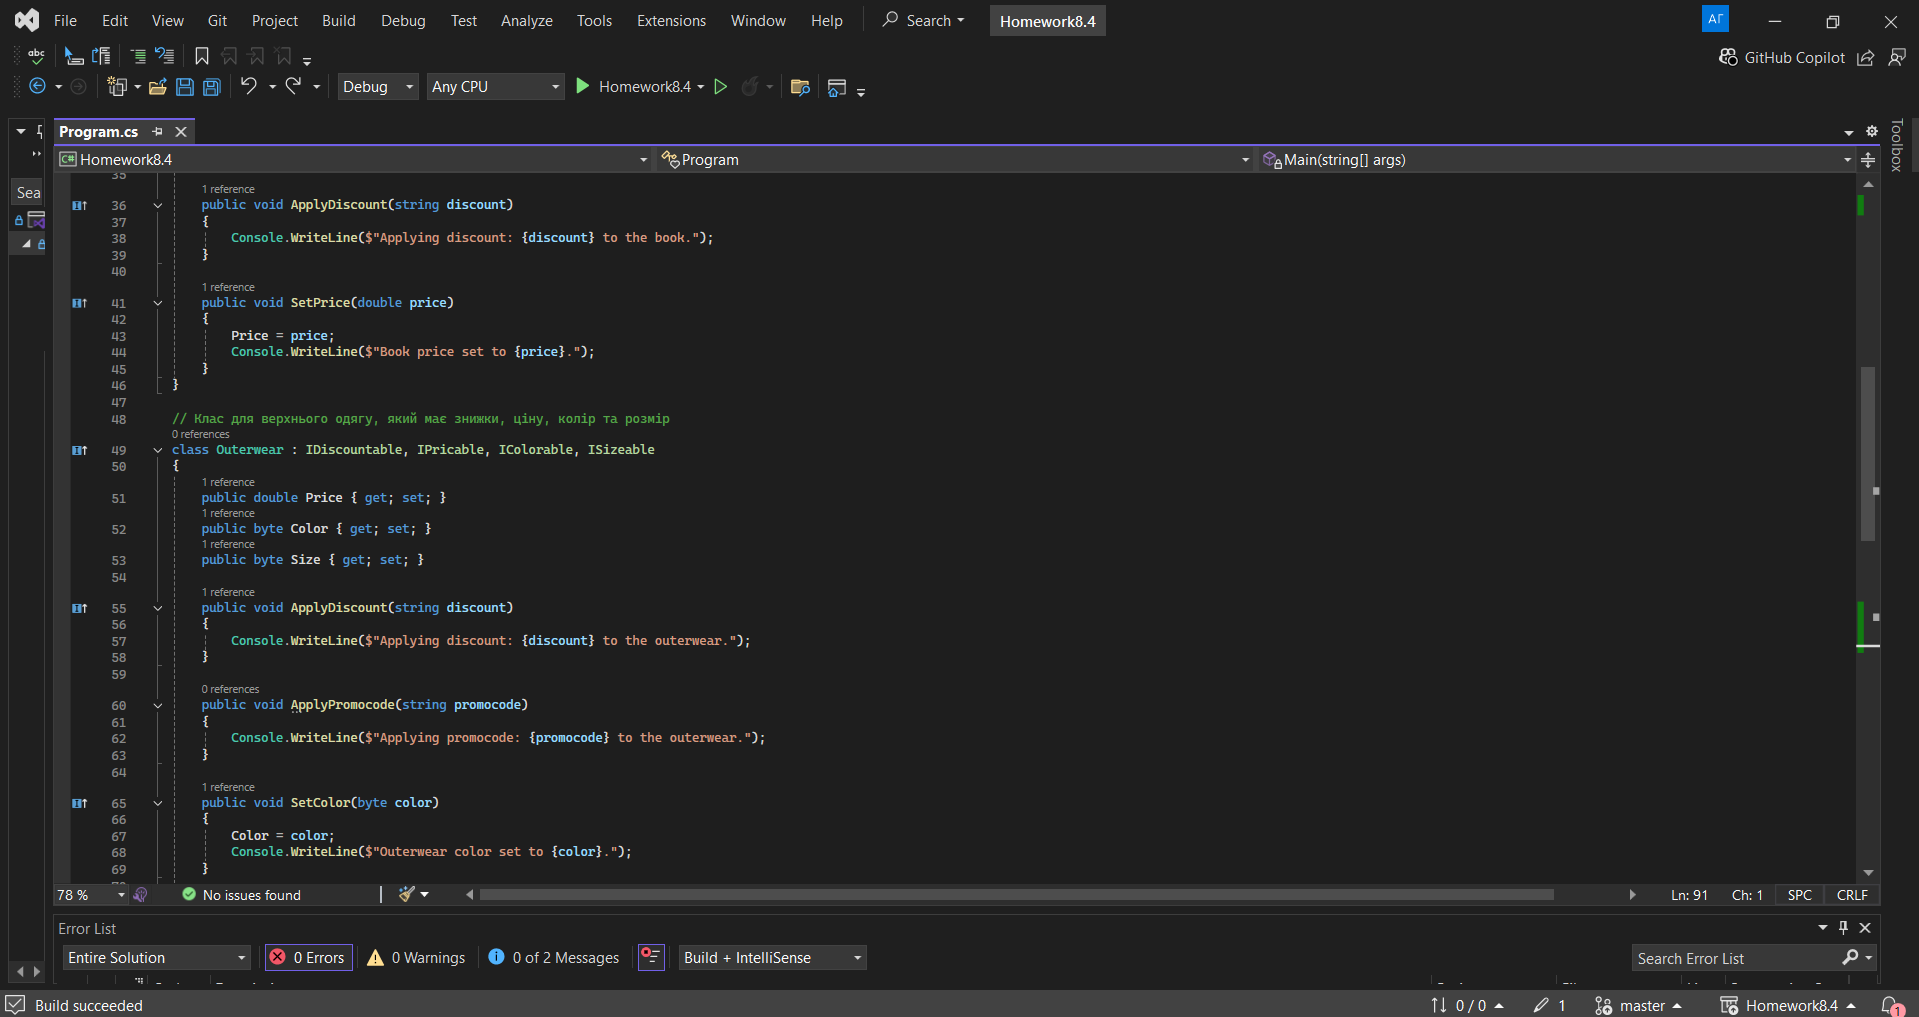 File Edit View Git Project Build Debug Test Analyze Tools Extensions Window Help Search Homework8.4 АГ
abc GitHub Copilot
Debug Any CPU Homework8.4
Program.cs
Toolbox
Homework8.4 Program Main(string[] args)
35
Sea
1 reference
36 public void ApplyDiscount(string discount)
37 {
38 Console.WriteLine($"Applying discount: {discount} to the book.");
39 }
40
1 reference
41 public void SetPrice(double price)
42 {
43 Price = price;
44 Console.WriteLine($"Book price set to {price}.");
45 }
46 }
47
48 // Клас для верхнього одягу, який має знижки, ціну, колір та розмір
0 references
49 class Outerwear : IDiscountable, IPricable, IColorable, ISizeable
50 {
1 reference
51 public double Price { get; set; }
1 reference
52 public byte Color { get; set; }
1 reference
53 public byte Size { get; set; }
54
1 reference
55 public void ApplyDiscount(string discount)
56 {
57 Console.WriteLine($"Applying discount: {discount} to the outerwear.");
58 }
59
0 references
60 public void ApplyPromocode(string promocode)
61 {
62 Console.WriteLine($"Applying promocode: {promocode} to the outerwear.");
63 }
64
1 reference
65 public void SetColor(byte color)
66 {
67 Color = color;
68 Console.WriteLine($"Outerwear color set to {color}.");
69 }
78 % No issues found Ln: 91 Ch: 1 SPC CRLF
Error List
Entire Solution 0 Errors 0 Warnings 0 of 2 Messages Build + IntelliSense Search Error List
Build succeeded 0 / 0 1 master Homework8.4 1